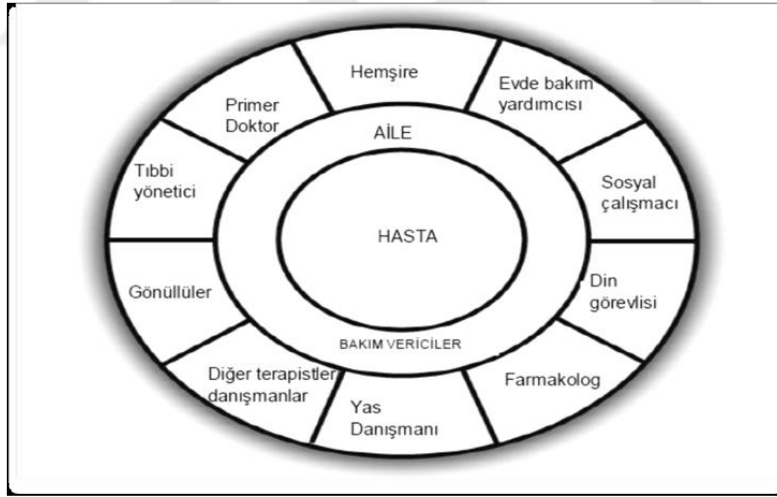 Hemşire
Evde bakım
yardımcısı
Sosyal
çalışmacı
Din
görevlisi
Farmakolog
Yas
Danışmanı
Diğer terapistler
danışmanlar
Gönüllüler
Tıbbi
yönetici
Primer
Doktor
AİLE
HASTA
BAKIM VERİCİLER